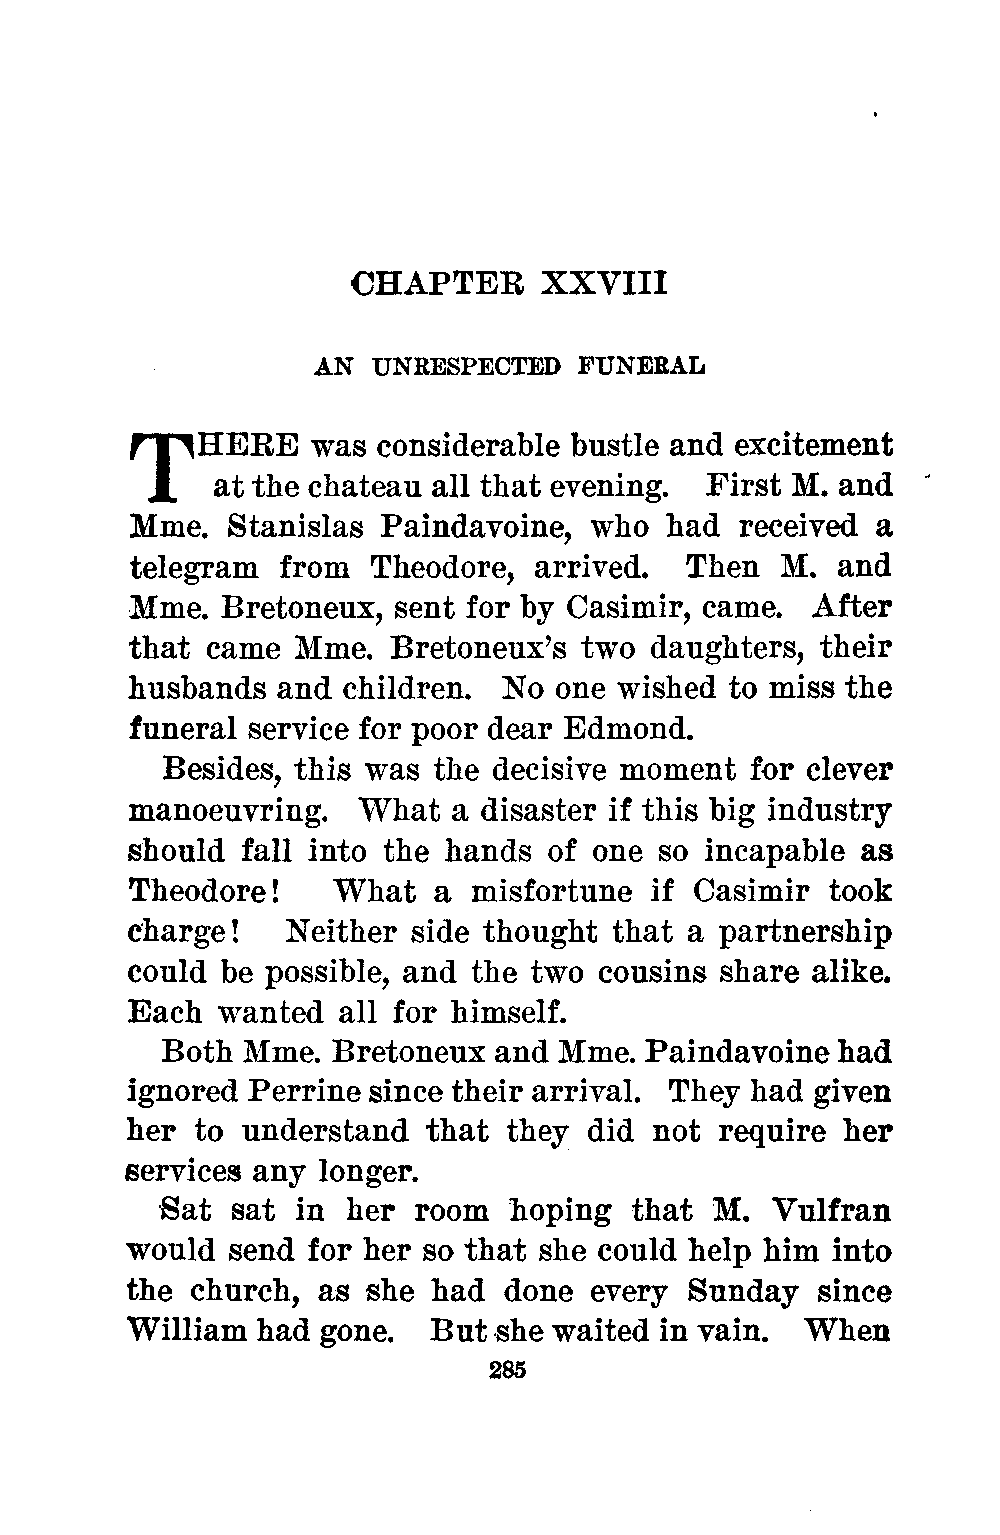 CHAPTER XXVIII
AN UNRESPECTED FUNERAL
THERE was considerable bustle and excitement
at the chateau all that evening. First M. and
Mme. Stanislas Paindavoine, who had received a
telegram from Theodore, arrived. Then M. and
Mme. Bretoneux, sent for by Casimir, came. After
that came Mme. Bretoneux's two daughters, their
husbands and children. No one wished to miss the
funeral service for poor dear Edmond.
Besides, this was the decisive moment for clever
manoeuvring. What a disaster if this big industry
should fall into the hands of one so incapable as
Theodore! What a misfortune if Casimir took
charge! Neither side thought that a partnership
could be possible, and the two cousins share alike.
Each wanted all for himself.
Both Mme. Bretoneux and Mme. Paindavoine had
ignored Perrine since their arrival. They had given
her to understand that they did not require her
services any longer.
Sat sat in her room hoping that M. Vulfran
would send for her so that she could help him into
the church, as she had done every Sunday since
William had gone. But she waited in vain. When
285